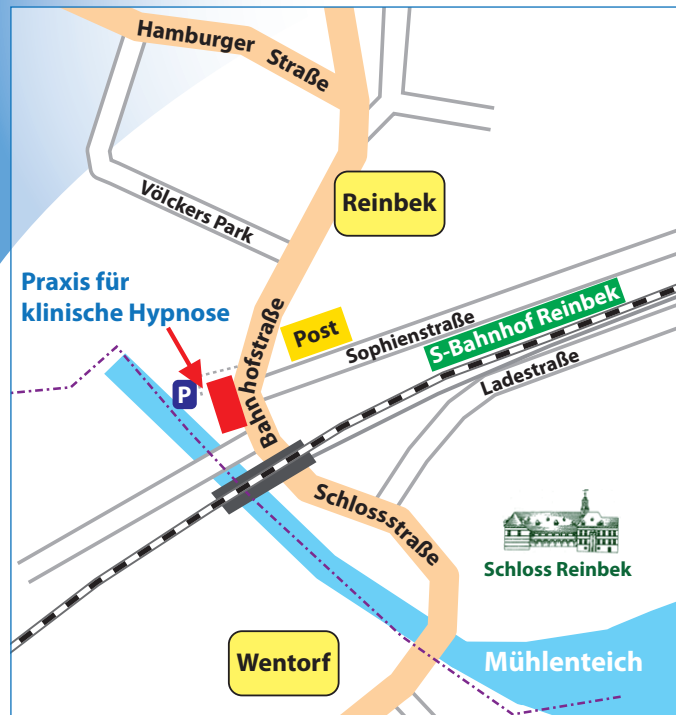 Hamburger Straße
Völckers Park
Reinbek
Praxis für
klinische Hypnose
Post
Sophienstraße
S-Bahnhof Reinbek
Ladestraße
P
Bahnhofstraße
Schlossstraße
Schloss Reinbek
Wentorf
Mühlenteich